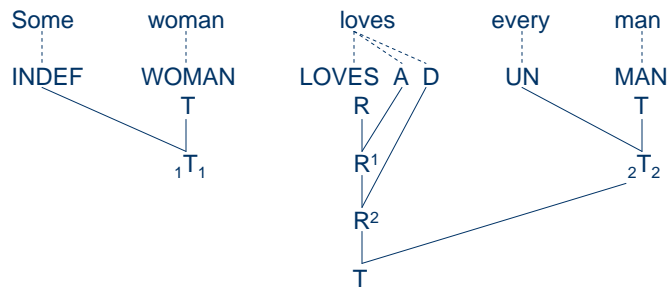 Some woman loves every man
INDEF WOMAN LOVES A D UN MAN
T R T
₁T₁ R¹ ₂T₂
R²
T